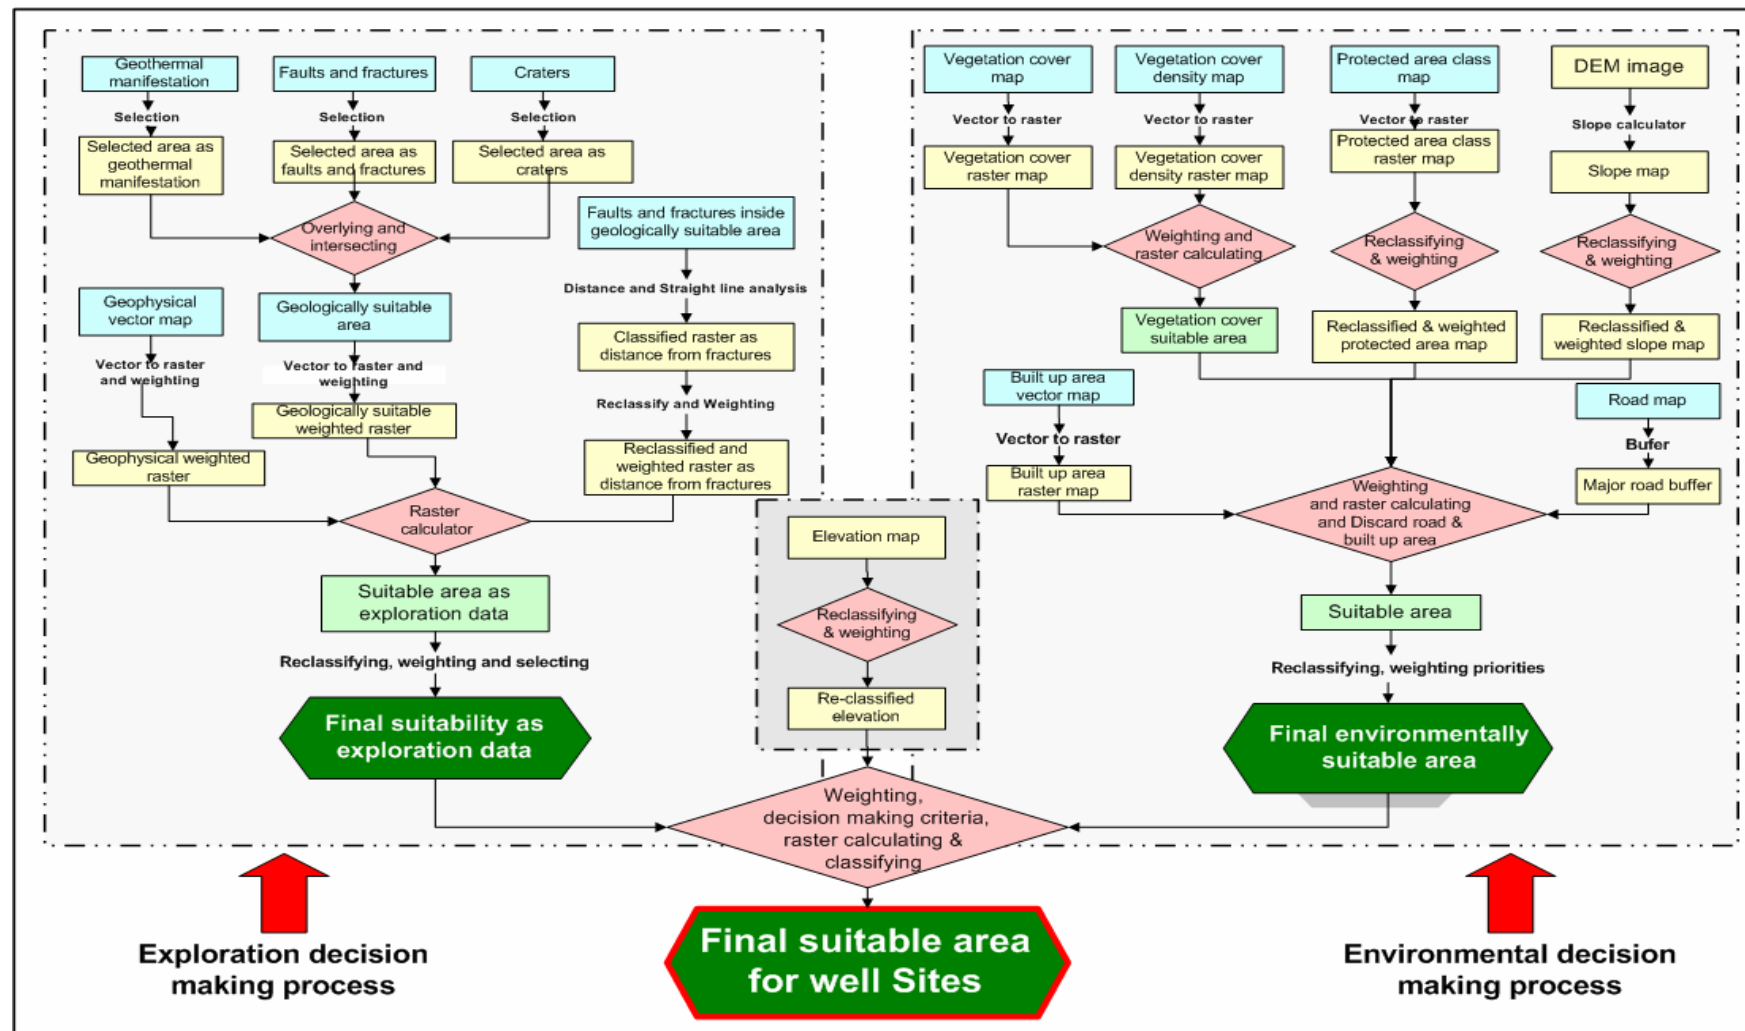 Geothermal
manifestation
Selection
Selected area as
geothermal
manifestation
Faults and fractures
Selection
Selected area as
faults and fractures
Craters
Selection
Selected area as
craters
Overlying and
intersecting
Faults and fractures inside
geologically suitable area
Distance and Straight line analysis
Classified raster as
distance from fractures
Reclassify and Weighting
Reclassified and
weighted raster as
distance from fractures
Geophysical
vector map
Vector to raster
and weighting
Geophysical weighted
raster
Geologically suitable
area
Vector to raster and
weighting
Geologically suitable
weighted raster
Raster
calculator
Suitable area as
exploration data
Reclassifying, weighting and selecting
Final suitability as
exploration data
Elevation map
Reclassifying
& weighting
Re-classified
elevation
Vegetation cover
map
Vector to raster
Vegetation cover
raster map
Vegetation cover
density map
Vector to raster
Vegetation cover
density raster map
Weighting and
raster calculating
Vegetation cover
suitable area
Protected area class
map
Vector to raster
Protected area class
raster map
Reclassifying
& weighting
Reclassified & weighted
protected area map
DEM image
Slope calculator
Slope map
Reclassifying
& weighting
Reclassified &
weighted slope map
Built up area
vector map
Vector to raster
Built up area
raster map
Road map
Bufer
Major road buffer
Weighting
and raster calculating
and Discard road &
built up area
Suitable area
Reclassifying, weighting priorities
Final environmentally
suitable area
Weighting,
decision making criteria,
raster calculating &
classifying
Final suitable area
for well Sites
Exploration decision
making process
Environmental decision
making process